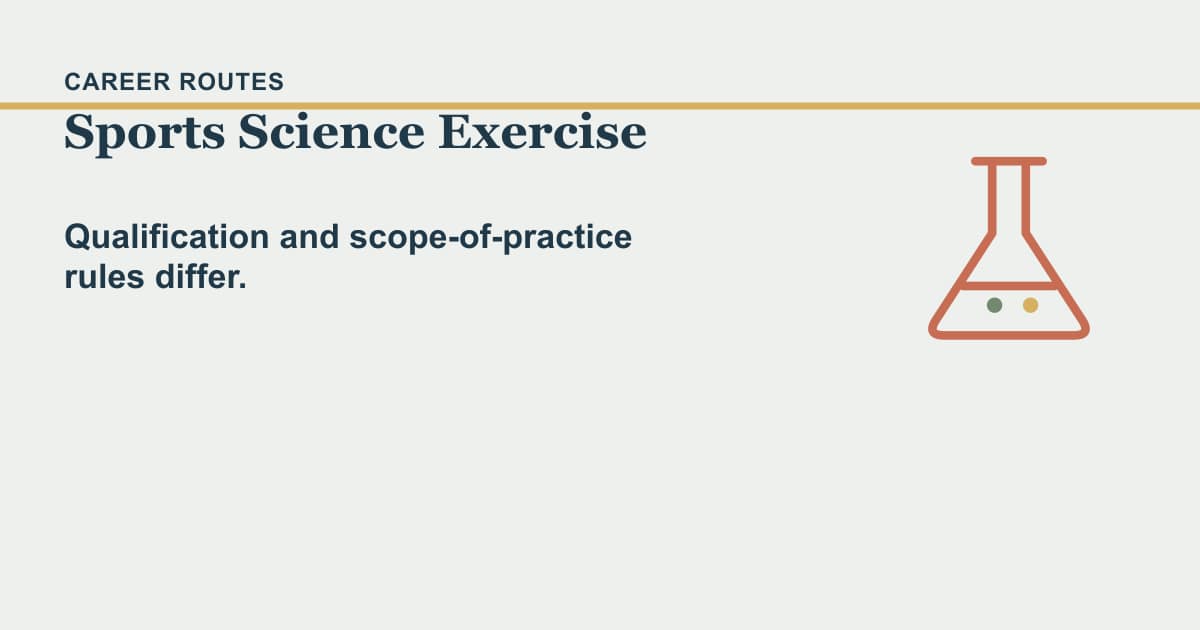 CAREER ROUTES
Sports Science Exercise
Qualification and scope-of-practice
rules differ.